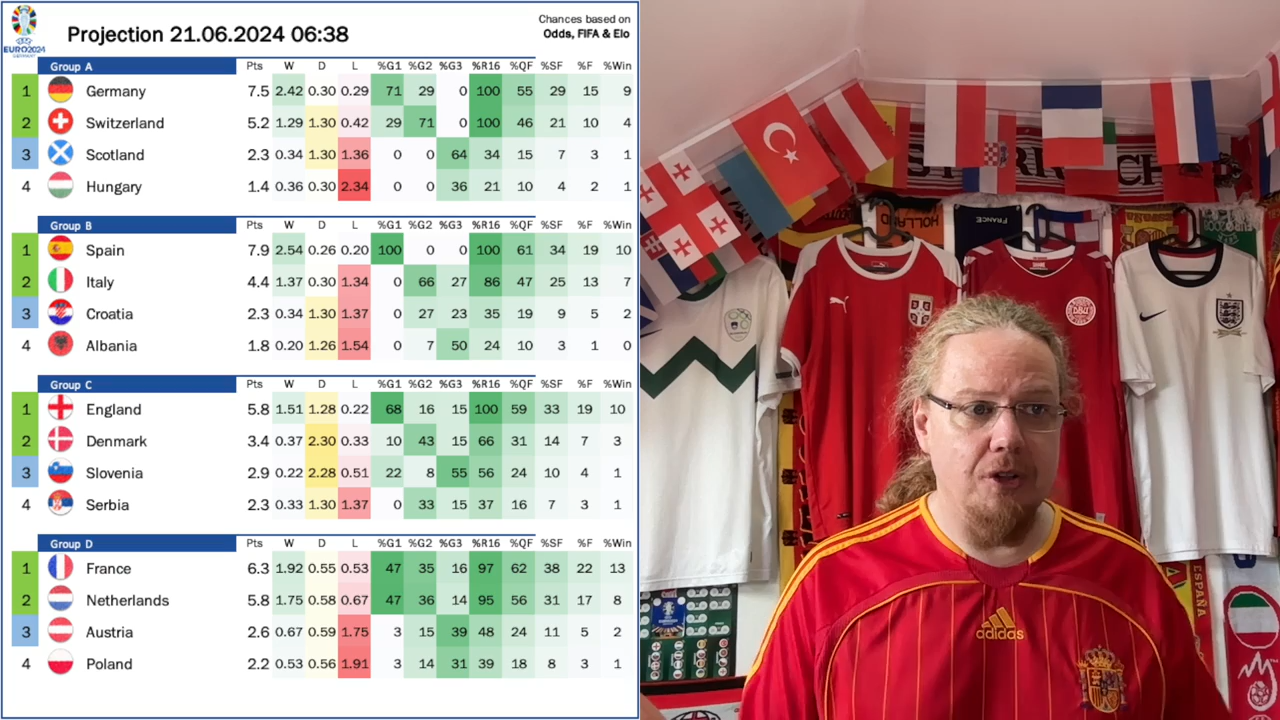 EURO2024
GERMANY
Projection 21.06.2024 06:38
Chances based on
Odds, FIFA & Elo
Group A Pts W D L %G1 %G2 %G3 %R16 %QF %SF %F %Win
1 Germany 7.5 2.42 0.30 0.29 71 29 0 100 55 29 15 9
2 Switzerland 5.2 1.29 1.30 0.42 29 71 0 100 46 21 10 4
3 Scotland 2.3 0.34 1.30 1.36 0 0 64 34 15 7 3 1
4 Hungary 1.4 0.36 0.30 2.34 0 0 36 21 10 4 2 1
Group B Pts W D L %G1 %G2 %G3 %R16 %QF %SF %F %Win
1 Spain 7.9 2.54 0.26 0.20 100 0 0 100 61 34 19 10
2 Italy 4.4 1.37 0.30 1.34 0 66 27 86 47 25 13 7
3 Croatia 2.3 0.34 1.30 1.37 0 27 23 35 19 9 5 2
4 Albania 1.8 0.20 1.26 1.54 0 7 50 24 10 3 1 0
Group C Pts W D L %G1 %G2 %G3 %R16 %QF %SF %F %Win
1 England 5.8 1.51 1.28 0.22 68 16 15 100 59 33 19 10
2 Denmark 3.4 0.37 2.30 0.33 10 43 15 66 31 14 7 3
3 Slovenia 2.9 0.22 2.28 0.51 22 8 55 56 24 10 4 1
4 Serbia 2.3 0.33 1.30 1.37 0 33 15 37 16 7 3 1
Group D Pts W D L %G1 %G2 %G3 %R16 %QF %SF %F %Win
1 France 6.3 1.92 0.55 0.53 47 35 16 97 62 38 22 13
2 Netherlands 5.8 1.75 0.58 0.67 47 36 14 95 56 31 17 8
3 Austria 2.6 0.67 0.59 1.75 3 15 39 48 24 11 5 2
4 Poland 2.2 0.53 0.56 1.91 3 14 31 39 18 8 3 1
HOLLAND
FRANCE
DBU
ESPAÑA
adidas